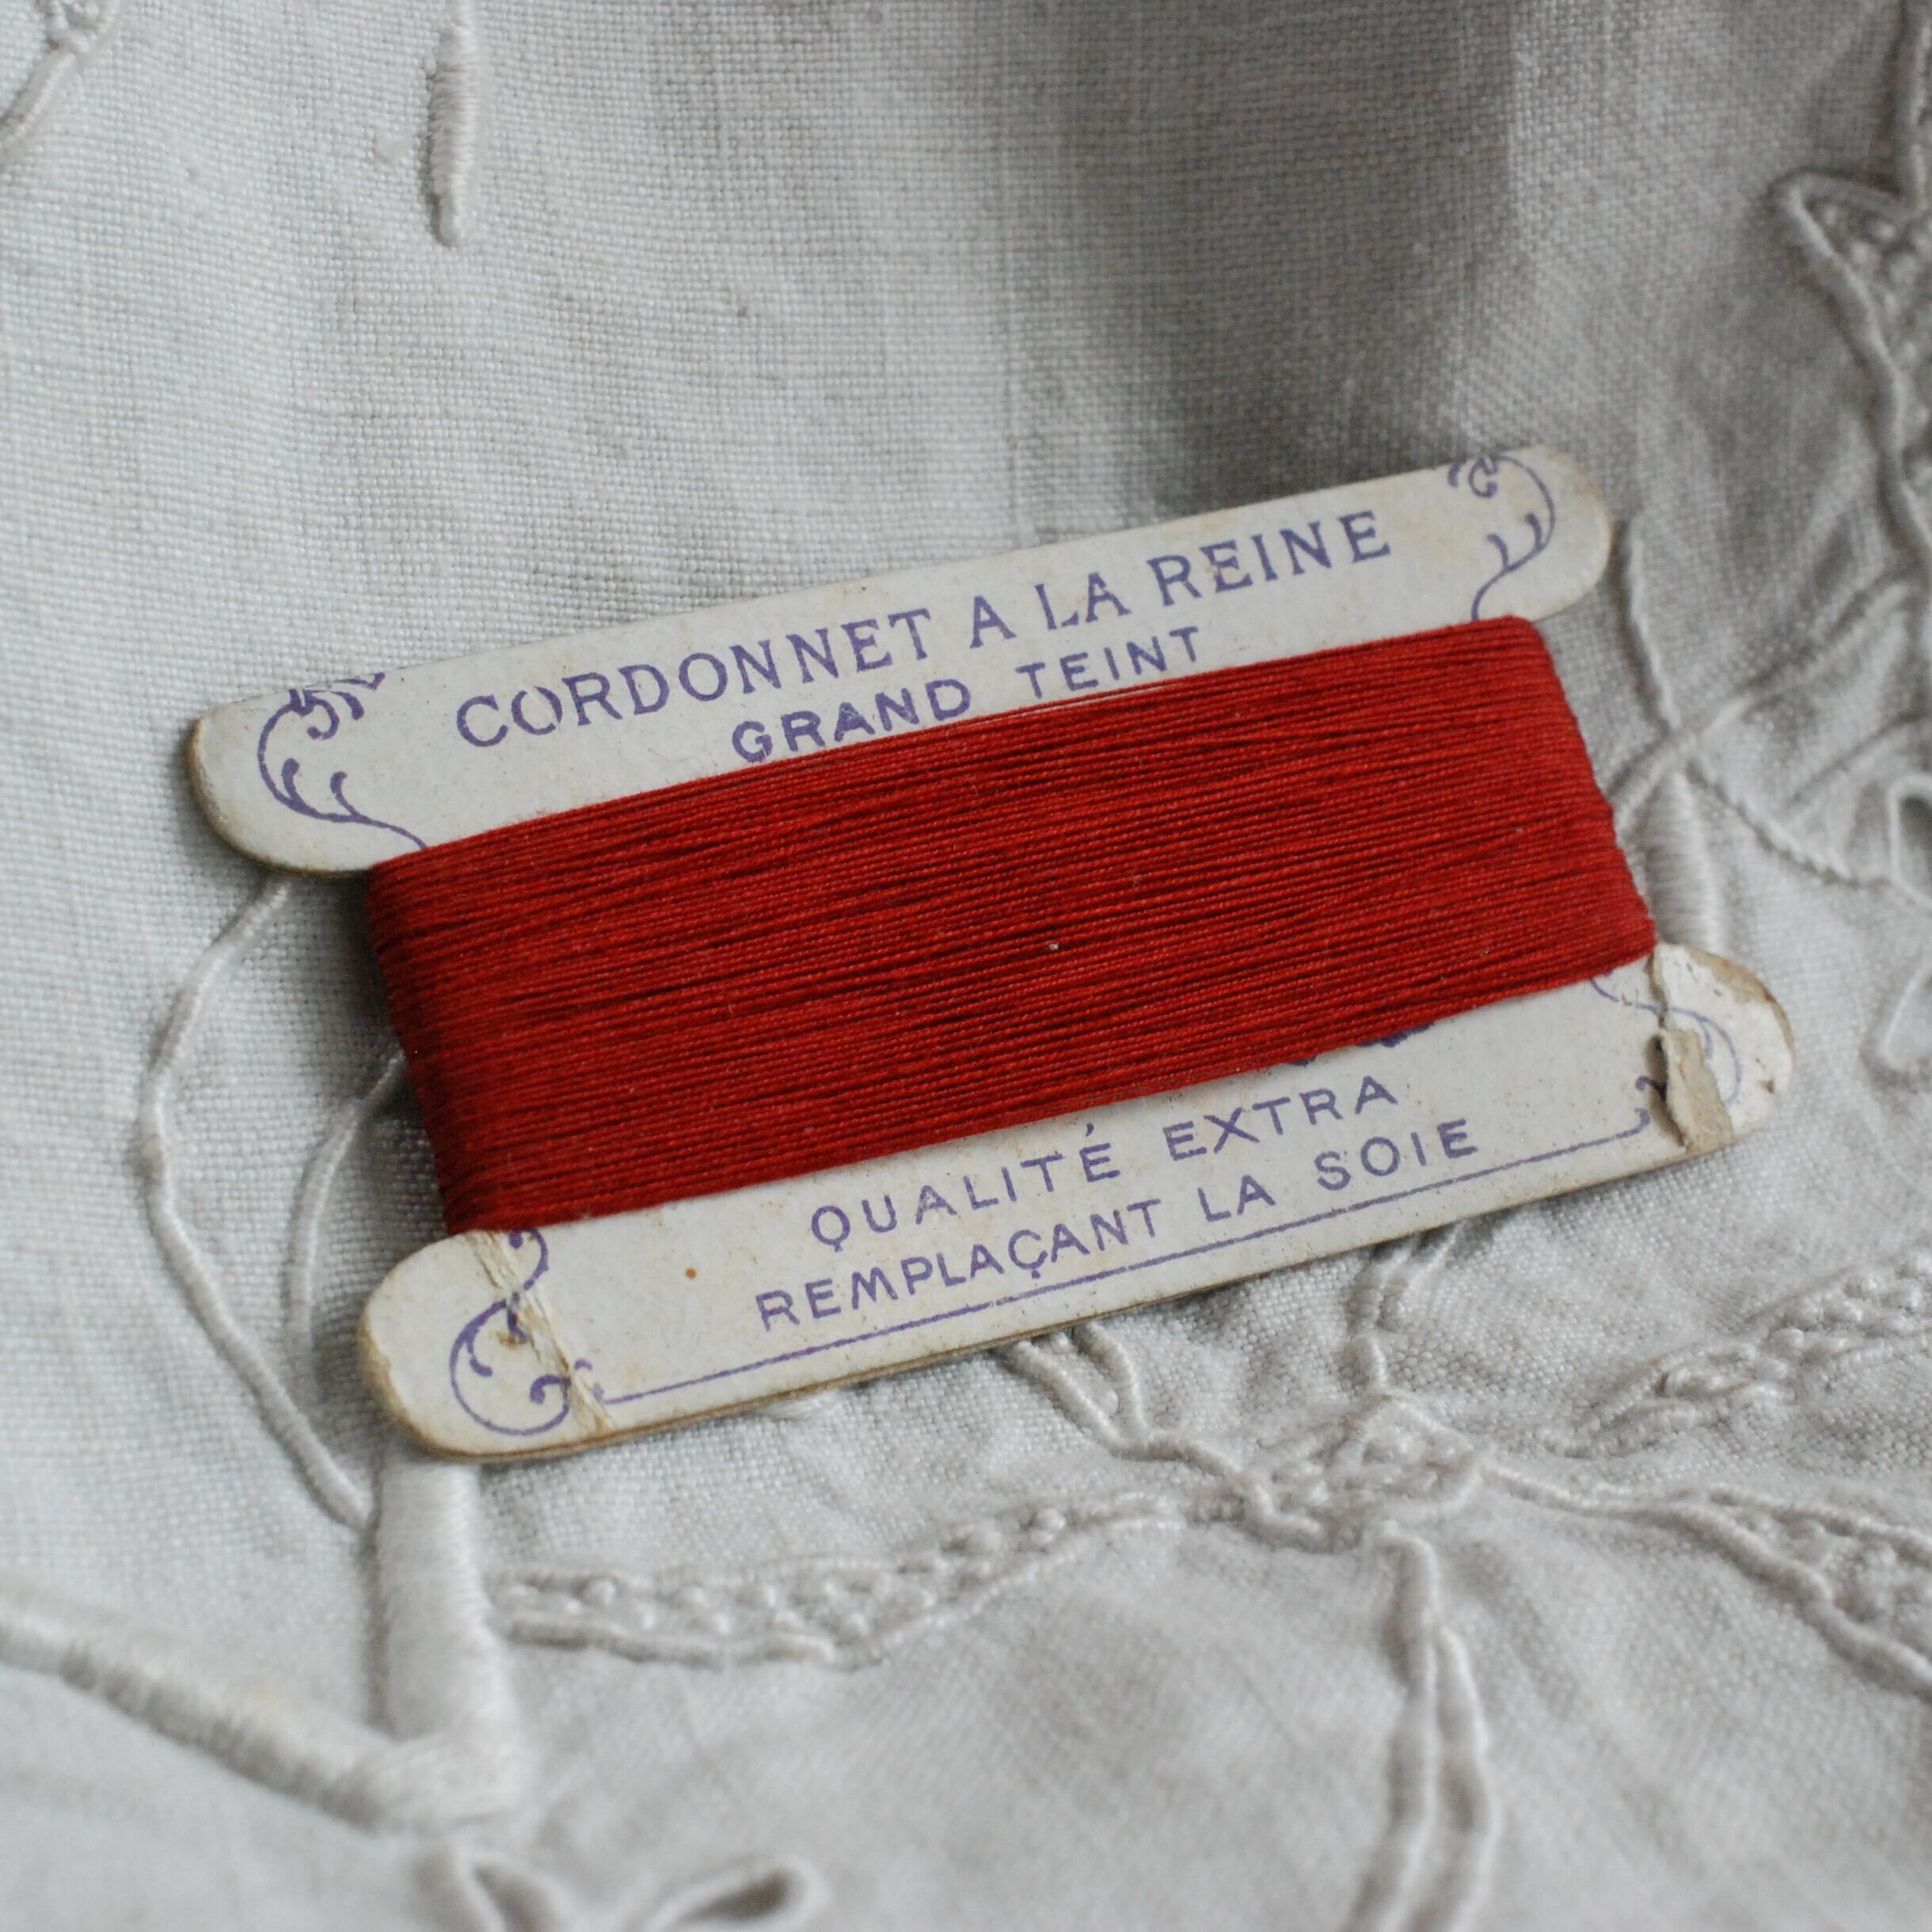 CORDONNET A LA REINE
GRAND TEINT
QUALITÉ EXTRA
REMPLAÇANT LA SOIE